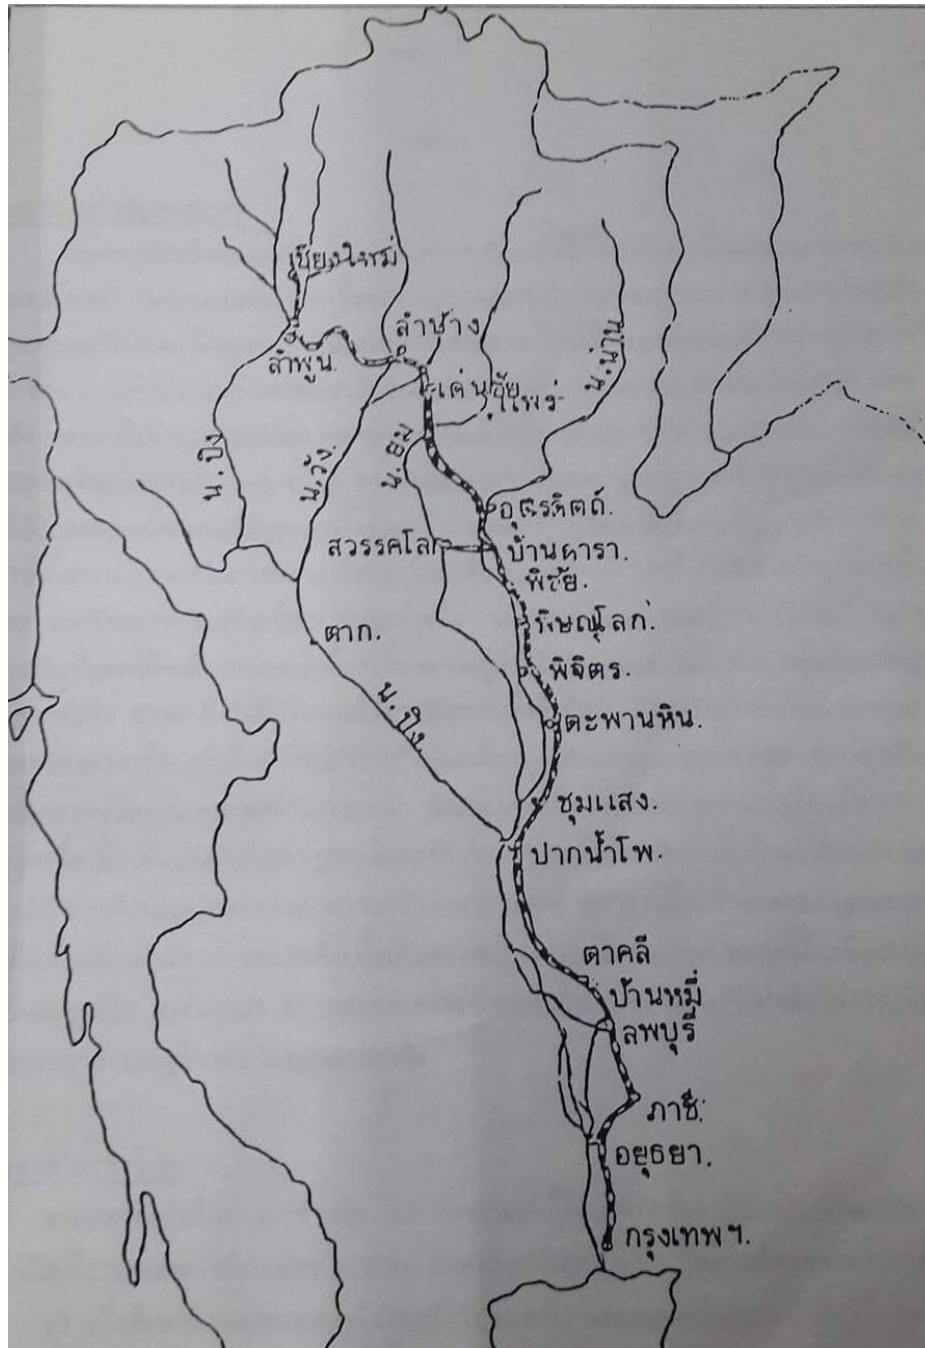 เชียงใหม่
ลำพูน.
ลำปาง
เด่นชัย
แพร่
น.น่าน
น.ปิง
น.วัง.
น.ยม
อุตรดิตถ์.
สวรรคโล
บ้านดารา.
พิชัย.
พิษณุโลก.
ตาก.
พิจิตร.
น.ปิง.
ตะพานหิน.
ชุมแสง.
ปากน้ำโพ.
ตาคลี
บ้านหมี่
ลพบุรี
ภาชี.
อยุธยา.
กรุงเทพฯ.